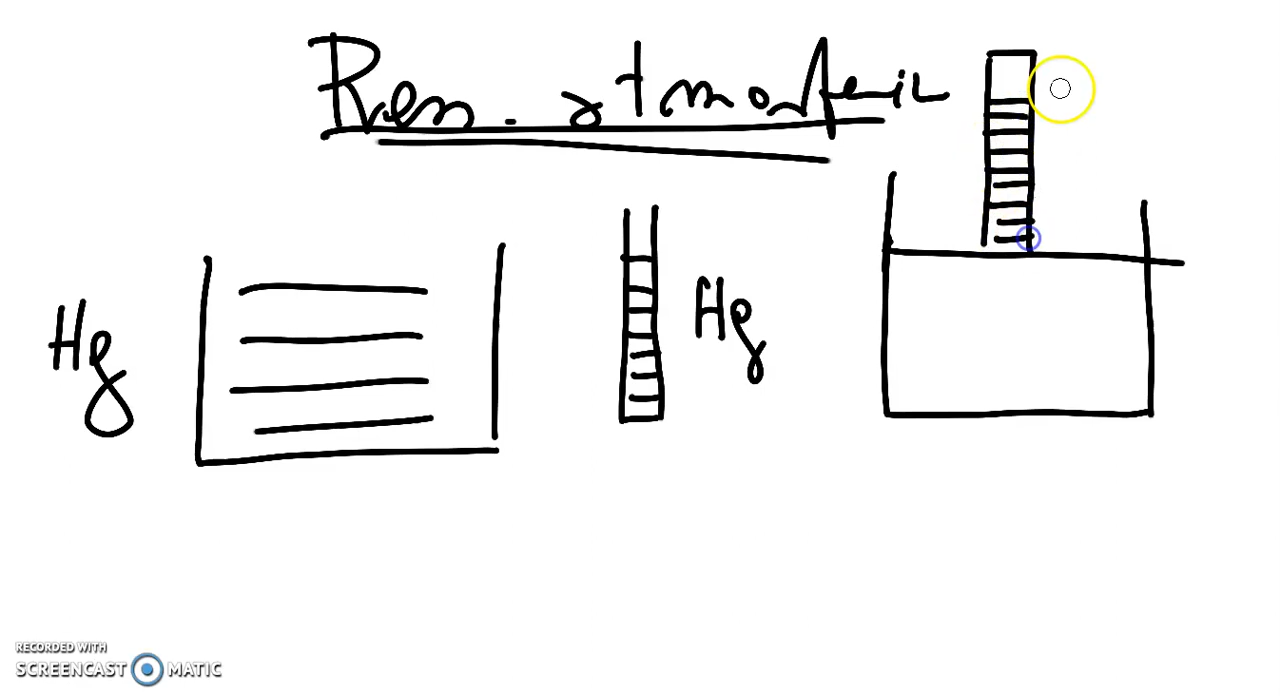 Pres. atmosferic
Hg
Hg
RECORDED WITH
SCREENCAST MATIC